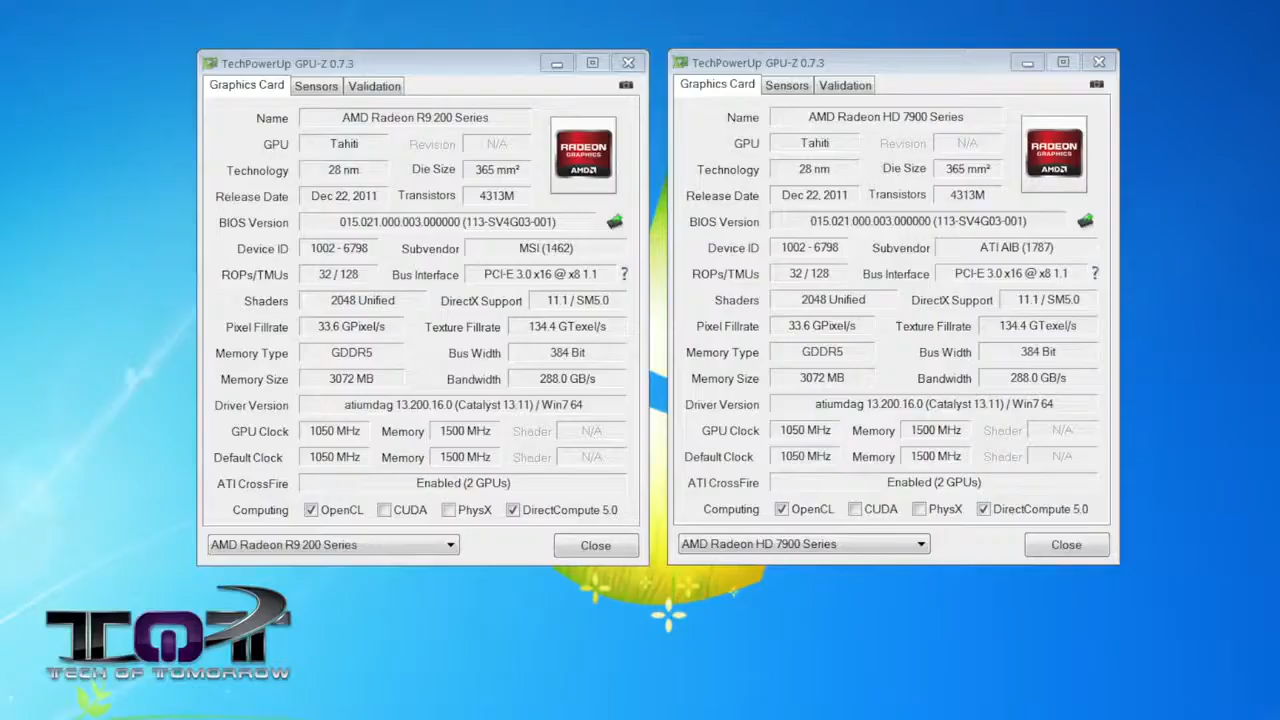 TechPowerUp GPU-Z 0.7.3
Graphics Card Sensors Validation
Name AMD Radeon R9 200 Series
GPU Tahiti Revision N/A
Technology 28 nm Die Size 365 mm²
Release Date Dec 22, 2011 Transistors 4313M
BIOS Version 015.021.000.003.000000 (113-SV4G03-001)
Device ID 1002 - 6798 Subvendor MSI (1462)
ROPs/TMUs 32 / 128 Bus Interface PCI-E 3.0 x16 @ x8 1.1 ?
Shaders 2048 Unified DirectX Support 11.1 / SM5.0
Pixel Fillrate 33.6 GPixel/s Texture Fillrate 134.4 GTexel/s
Memory Type GDDR5 Bus Width 384 Bit
Memory Size 3072 MB Bandwidth 288.0 GB/s
Driver Version atiumdag 13.200.16.0 (Catalyst 13.11) / Win7 64
GPU Clock 1050 MHz Memory 1500 MHz Shader N/A
Default Clock 1050 MHz Memory 1500 MHz Shader N/A
ATI CrossFire Enabled (2 GPUs)
Computing OpenCL CUDA PhysX DirectCompute 5.0
AMD Radeon R9 200 Series Close
RADEON
GRAPHICS
AMD
TechPowerUp GPU-Z 0.7.3
Graphics Card Sensors Validation
Name AMD Radeon HD 7900 Series
GPU Tahiti Revision N/A
Technology 28 nm Die Size 365 mm²
Release Date Dec 22, 2011 Transistors 4313M
BIOS Version 015.021.000.003.000000 (113-SV4G03-001)
Device ID 1002 - 6798 Subvendor ATI AIB (1787)
ROPs/TMUs 32 / 128 Bus Interface PCI-E 3.0 x16 @ x8 1.1 ?
Shaders 2048 Unified DirectX Support 11.1 / SM5.0
Pixel Fillrate 33.6 GPixel/s Texture Fillrate 134.4 GTexel/s
Memory Type GDDR5 Bus Width 384 Bit
Memory Size 3072 MB Bandwidth 288.0 GB/s
Driver Version atiumdag 13.200.16.0 (Catalyst 13.11) / Win7 64
GPU Clock 1050 MHz Memory 1500 MHz Shader N/A
Default Clock 1050 MHz Memory 1500 MHz Shader N/A
ATI CrossFire Enabled (2 GPUs)
Computing OpenCL CUDA PhysX DirectCompute 5.0
AMD Radeon HD 7900 Series Close
RADEON
GRAPHICS
AMD
TOT
TECH OF TOMORROW